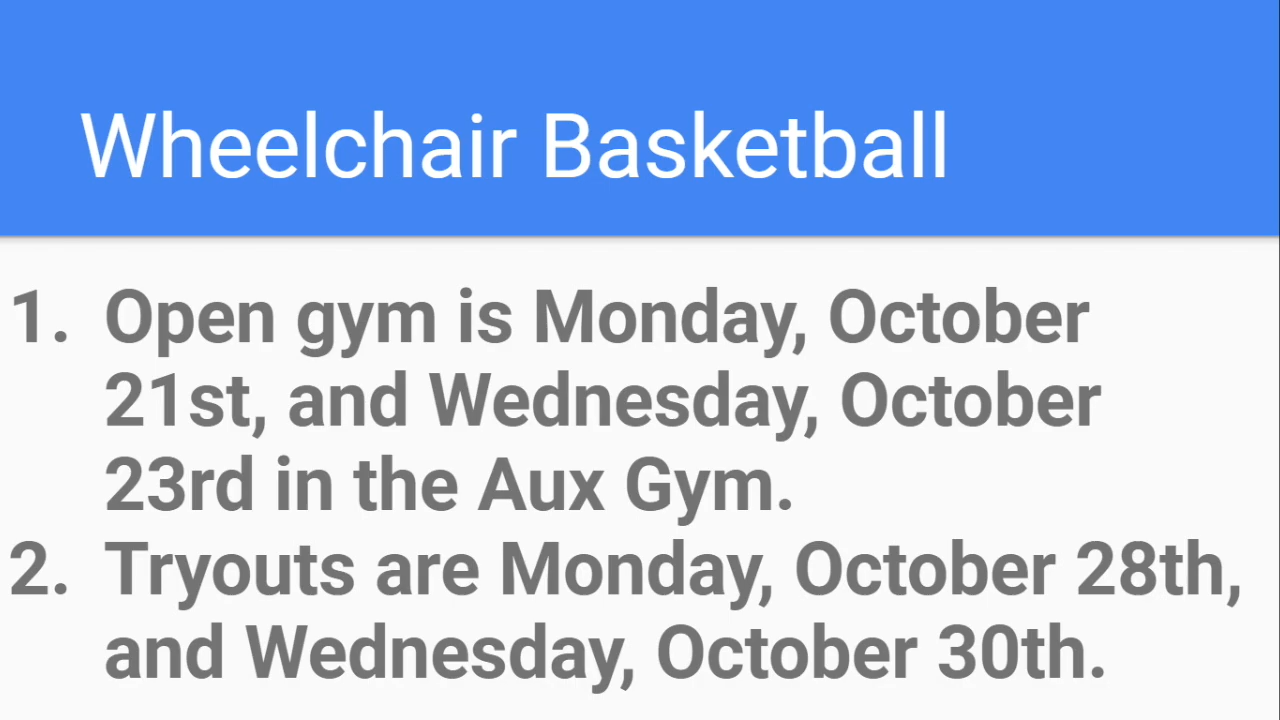 Wheelchair Basketball
1. Open gym is Monday, October
21st, and Wednesday, October
23rd in the Aux Gym.
2. Tryouts are Monday, October 28th,
and Wednesday, October 30th.